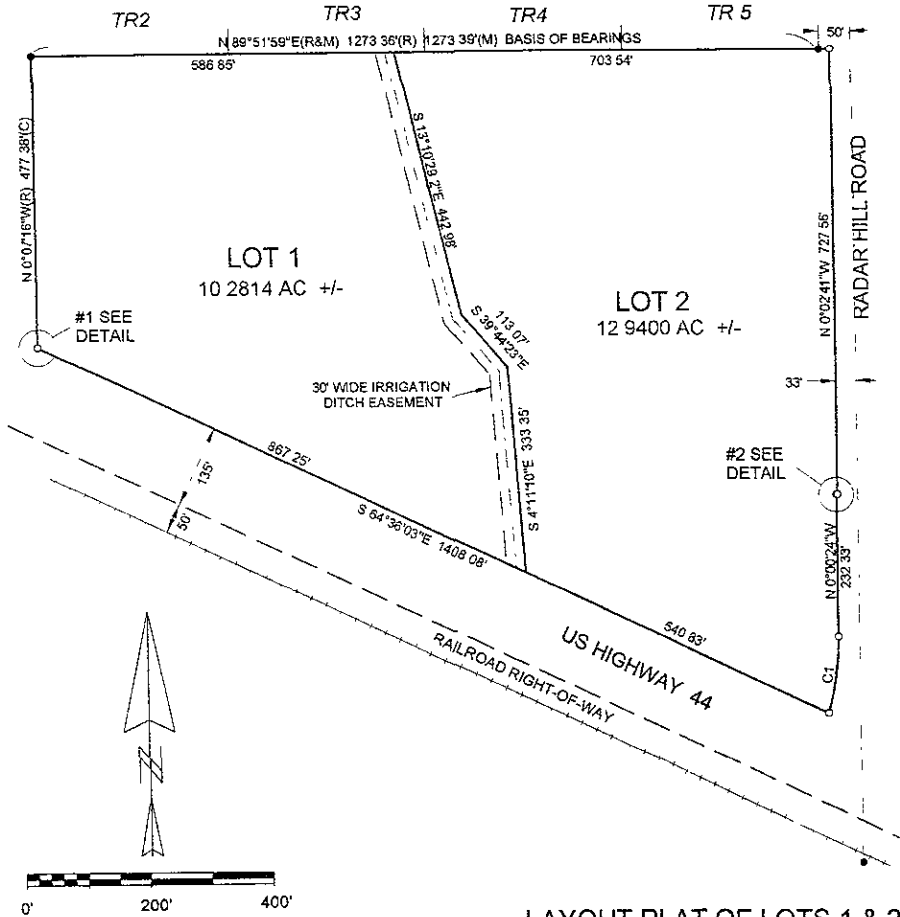 TR2 TR3 TR4 TR 5
N 89°51'59"E(R&M) 1273 36'(R) 1273 39'(M) BASIS OF BEARINGS
50'
586 85'
703 54'
N 0°07'16"W(R) 477 38'(C)
S 13°10'29 2"E 442 98'
N 0°02'41"W 727 56'
RADAR HILL ROAD
LOT 1
10 2814 AC +/-
LOT 2
12 9400 AC +/-
#1 SEE
DETAIL
113 07'
S 39°44'23"E
30' WIDE IRRIGATION
DITCH EASEMENT
33'
S 4°11'10"E 333 35'
#2 SEE
DETAIL
867 25'
135'
50'
S 64°36'03"E 1408 08'
N 0°00'24"W
232 33'
540 83'
US HIGHWAY 44
C1
RAILROAD RIGHT-OF-WAY
N
0' 200' 400'
LAYOUT PLAT OF LOTS 1 & 2